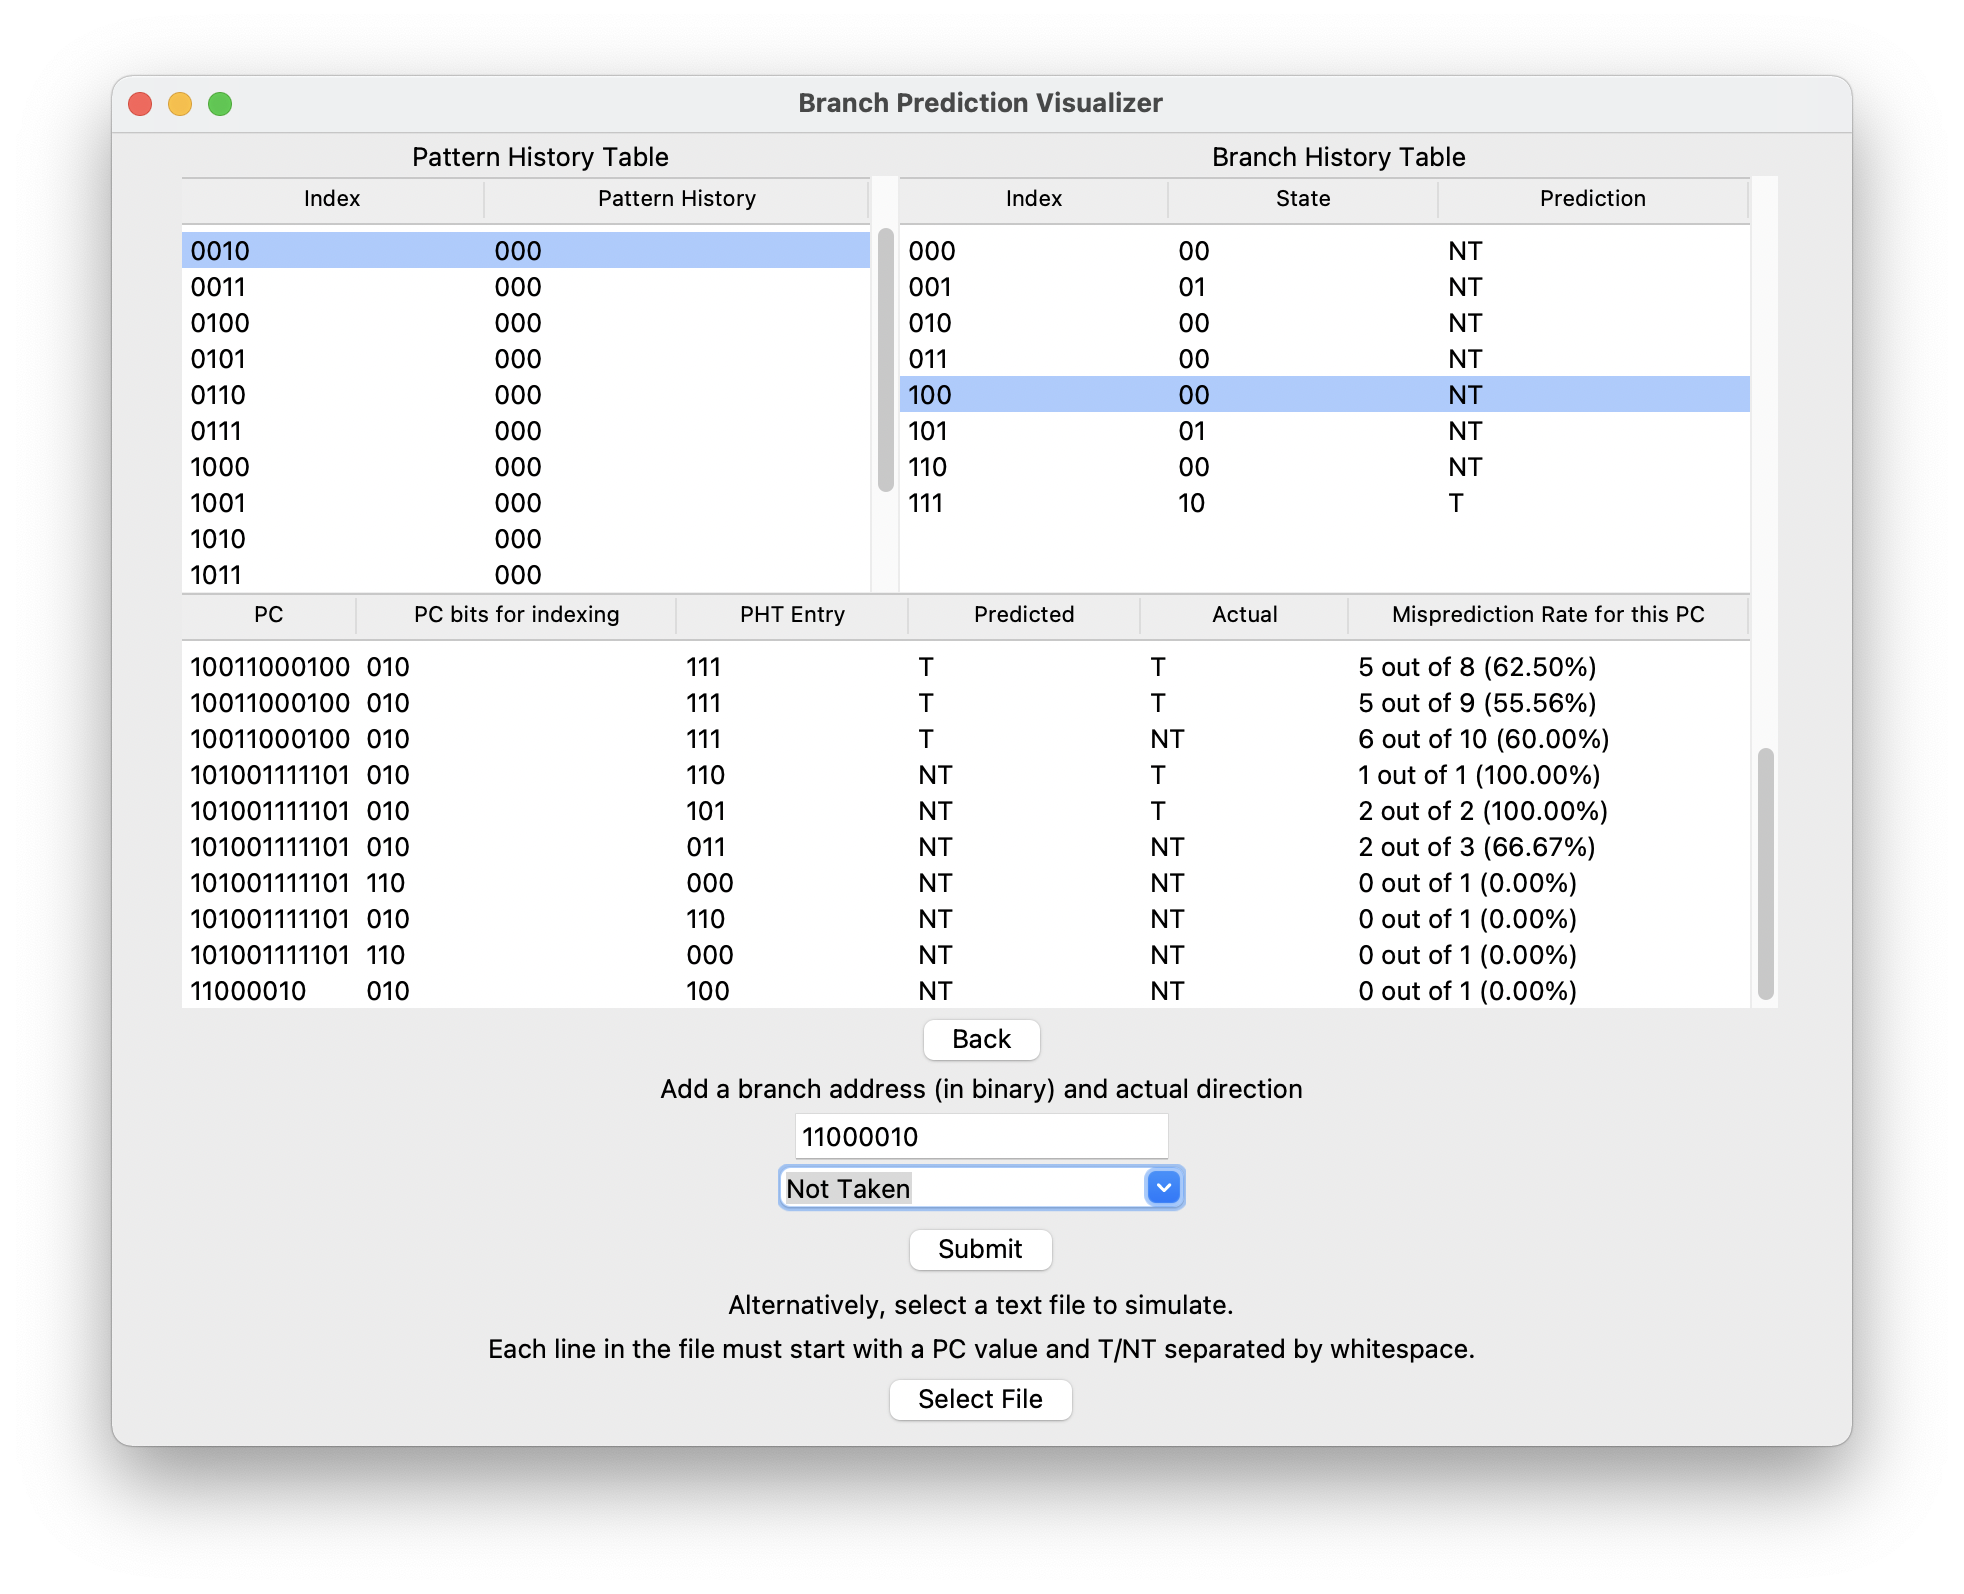 Branch Prediction Visualizer
Pattern History Table
Index Pattern History
0010 000
0011 000
0100 000
0101 000
0110 000
0111 000
1000 000
1001 000
1010 000
1011 000
Branch History Table
Index State Prediction
000 00 NT
001 01 NT
010 00 NT
011 00 NT
100 00 NT
101 01 NT
110 00 NT
111 10 T
PC PC bits for indexing PHT Entry Predicted Actual Misprediction Rate for this PC
10011000100 010 111 T T 5 out of 8 (62.50%)
10011000100 010 111 T T 5 out of 9 (55.56%)
10011000100 010 111 T NT 6 out of 10 (60.00%)
101001111101 010 110 NT T 1 out of 1 (100.00%)
101001111101 010 101 NT T 2 out of 2 (100.00%)
101001111101 010 011 NT NT 2 out of 3 (66.67%)
101001111101 110 000 NT NT 0 out of 1 (0.00%)
101001111101 010 110 NT NT 0 out of 1 (0.00%)
101001111101 110 000 NT NT 0 out of 1 (0.00%)
11000010 010 100 NT NT 0 out of 1 (0.00%)
Back
Add a branch address (in binary) and actual direction
11000010
Not Taken
Submit
Alternatively, select a text file to simulate.
Each line in the file must start with a PC value and T/NT separated by whitespace.
Select File